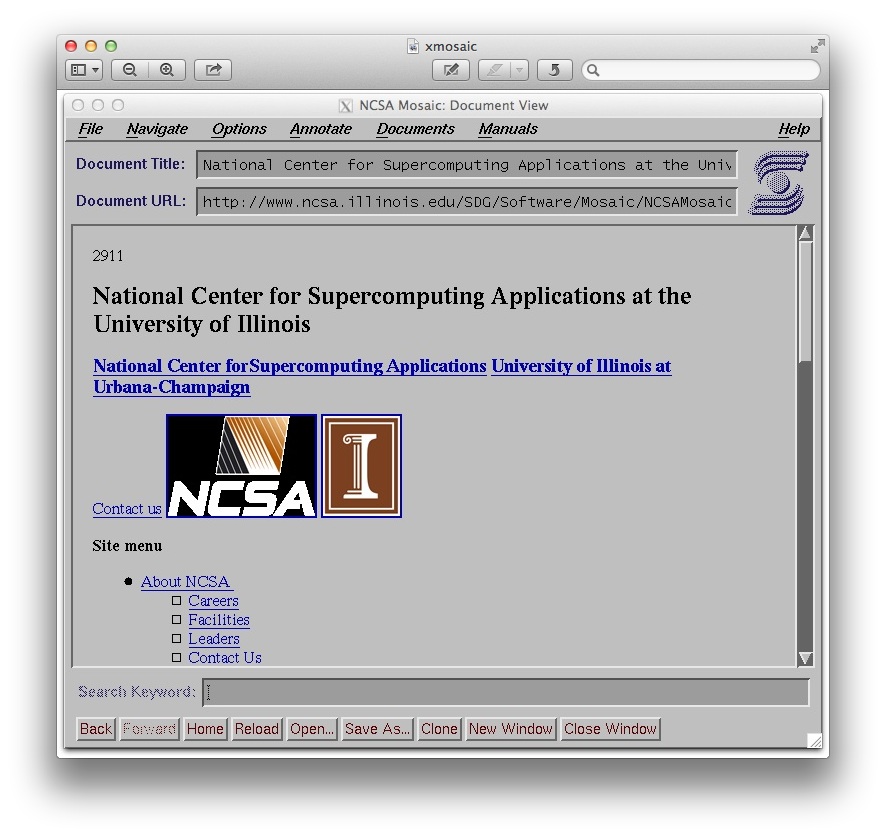 xmosaic
NCSA Mosaic: Document View
File Navigate Options Annotate Documents Manuals Help
Document Title: National Center for Supercomputing Applications at the Univ
Document URL: http://www.ncsa.illinois.edu/SDG/Software/Mosaic/NCSAMosaic
2911
National Center for Supercomputing Applications at the
University of Illinois
National Center forSupercomputing Applications University of Illinois at
Urbana-Champaign
Contact us NCSA I
Site menu
About NCSA
Careers
Facilities
Leaders
Contact Us
Search Keyword:
Back Forward Home Reload Open... Save As... Clone New Window Close Window